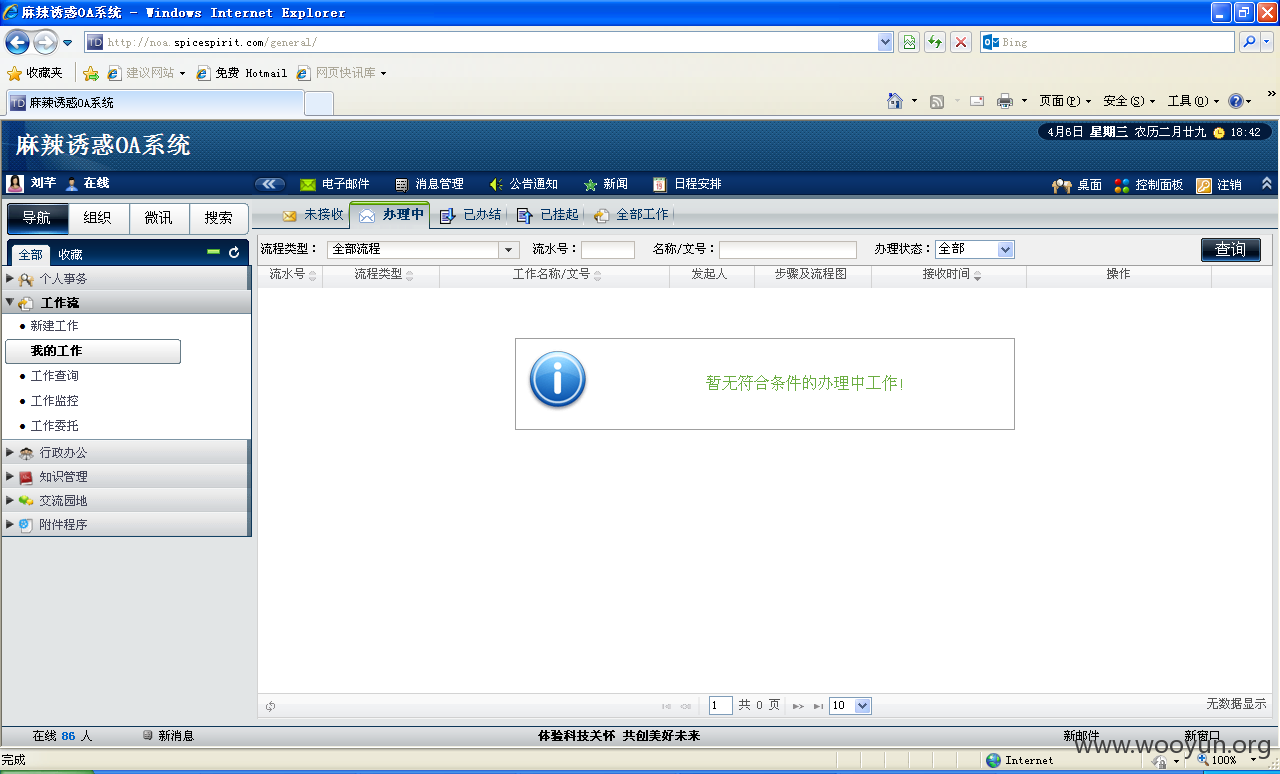 麻辣诱惑OA系统 - Windows Internet Explorer
http://noa.spicespirit.com/general/
Bing
收藏夹 建议网站 免费 Hotmail 网页快讯库
TD 麻辣诱惑OA系统
页面(P) 安全(S) 工具(O)
麻辣诱惑OA系统
4月6日 星期三 农历二月廿九 18:42
刘芊 在线
电子邮件 消息管理 公告通知 新闻 日程安排
桌面 控制面板 注销
导航 组织 微讯 搜索
未接收 办理中 已办结 已挂起 全部工作
全部 收藏
流程类型： 全部流程 流水号： 名称/文号： 办理状态： 全部 查询
流水号 流程类型 工作名称/文号 发起人 步骤及流程图 接收时间 操作
个人事务
工作流
新建工作
我的工作
工作查询
工作监控
工作委托
行政办公
知识管理
交流园地
附件程序
暂无符合条件的办理中工作!
1 共 0 页 10 无数据显示
在线 86 人 新消息 体验科技关怀 共创美好未来 新邮件 新窗口
www.wooyun.org
完成 Internet 100%